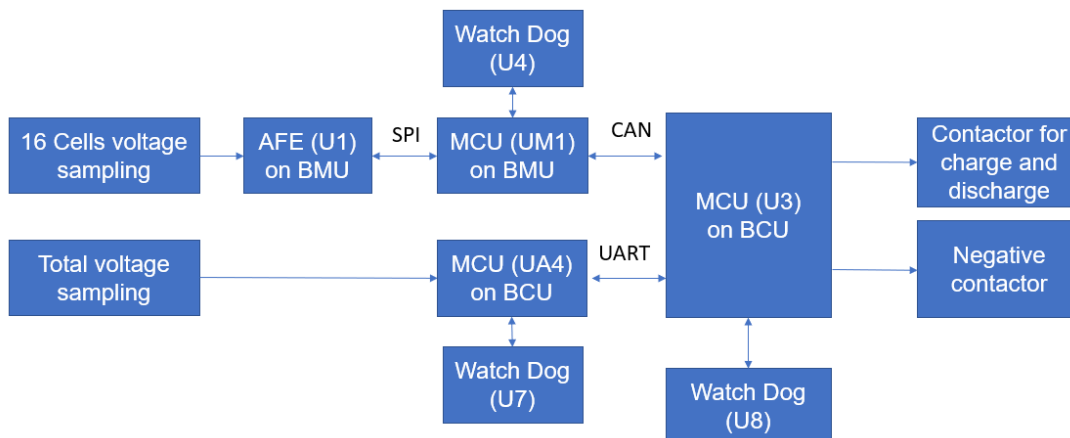 Watch Dog
(U4)
16 Cells voltage
sampling
AFE (U1)
on BMU
SPI
MCU (UM1)
on BMU
CAN
MCU (U3)
on BCU
Contactor for
charge and
discharge
Total voltage
sampling
MCU (UA4)
on BCU
UART
Negative
contactor
Watch Dog
(U7)
Watch Dog
(U8)